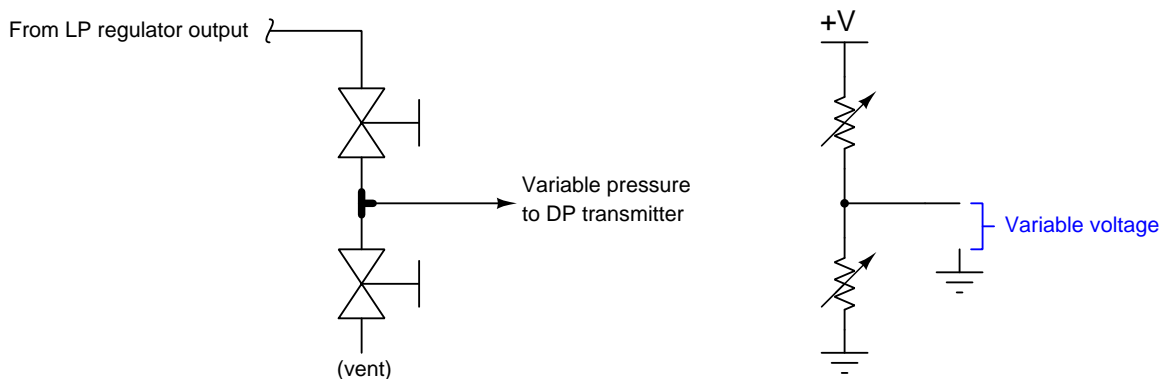 From LP regulator output
+V
Variable pressure
to DP transmitter
Variable voltage
(vent)